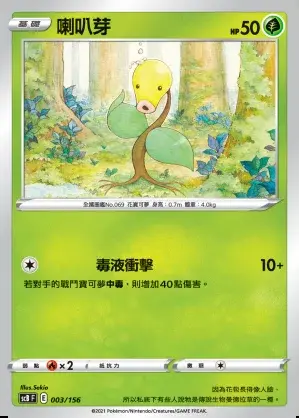 基礎 喇叭芽 HP50
全國圖鑑No.069 花寶可夢 身高：0.7m 體重：4.0kg
毒液衝擊 10+
若對手的戰鬥寶可夢中毒，則增加40點傷害。
弱點 ×2 抵抗力 撤退
Illus.Sekio
scB F E 003/156
因為花長得像人臉，
所以私底下有些人說牠是傳說生物曼德拉草的一種。
©2021 Pokémon/Nintendo/Creatures/GAME FREAK.